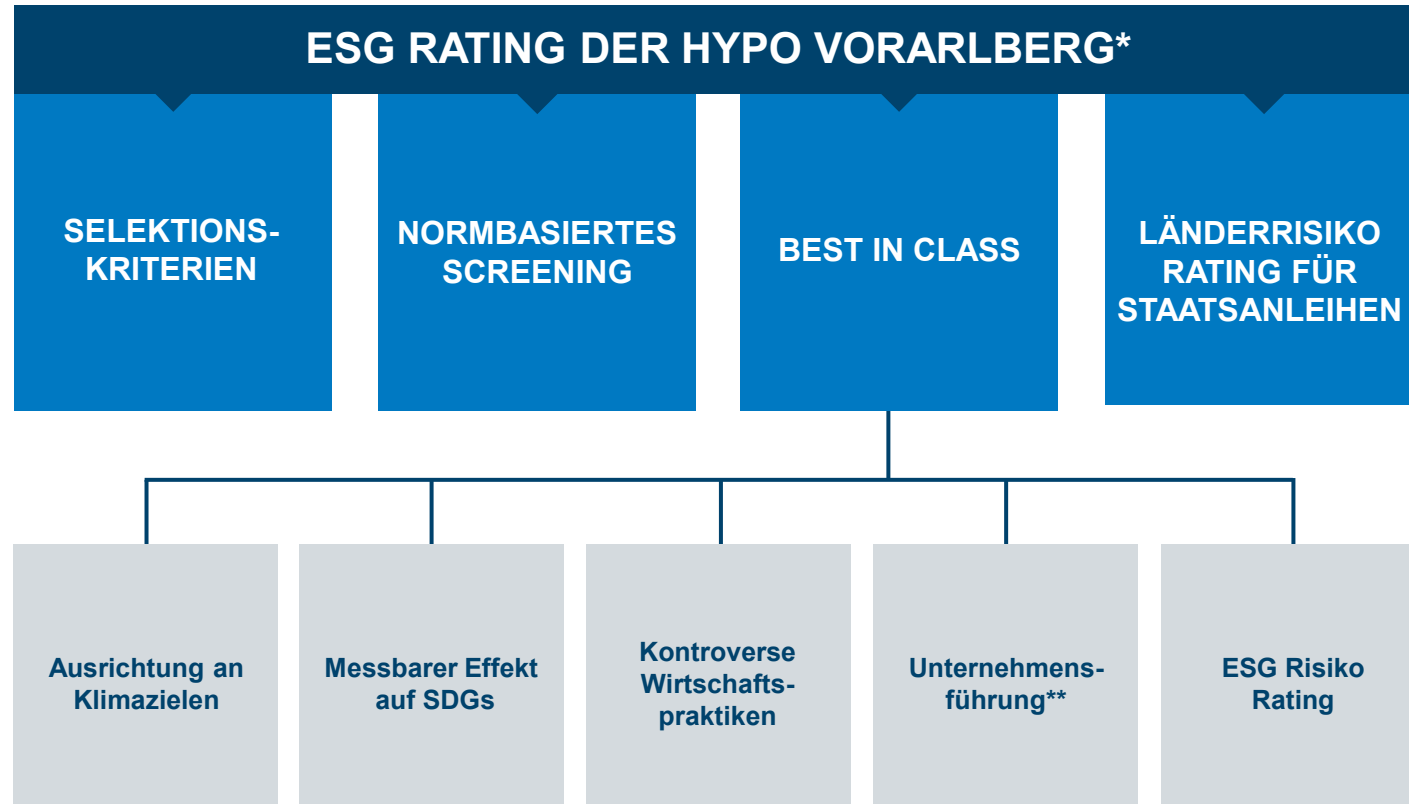 ESG RATING DER HYPO VORARLBERG*
SELEKTIONS-
KRITERIEN
NORMBASIERTES
SCREENING
BEST IN CLASS
LÄNDERRISIKO
RATING FÜR
STAATSANLEIHEN
Ausrichtung an
Klimazielen
Messbarer Effekt
auf SDGs
Kontroverse
Wirtschafts-
praktiken
Unternehmens-
führung**
ESG Risiko
Rating